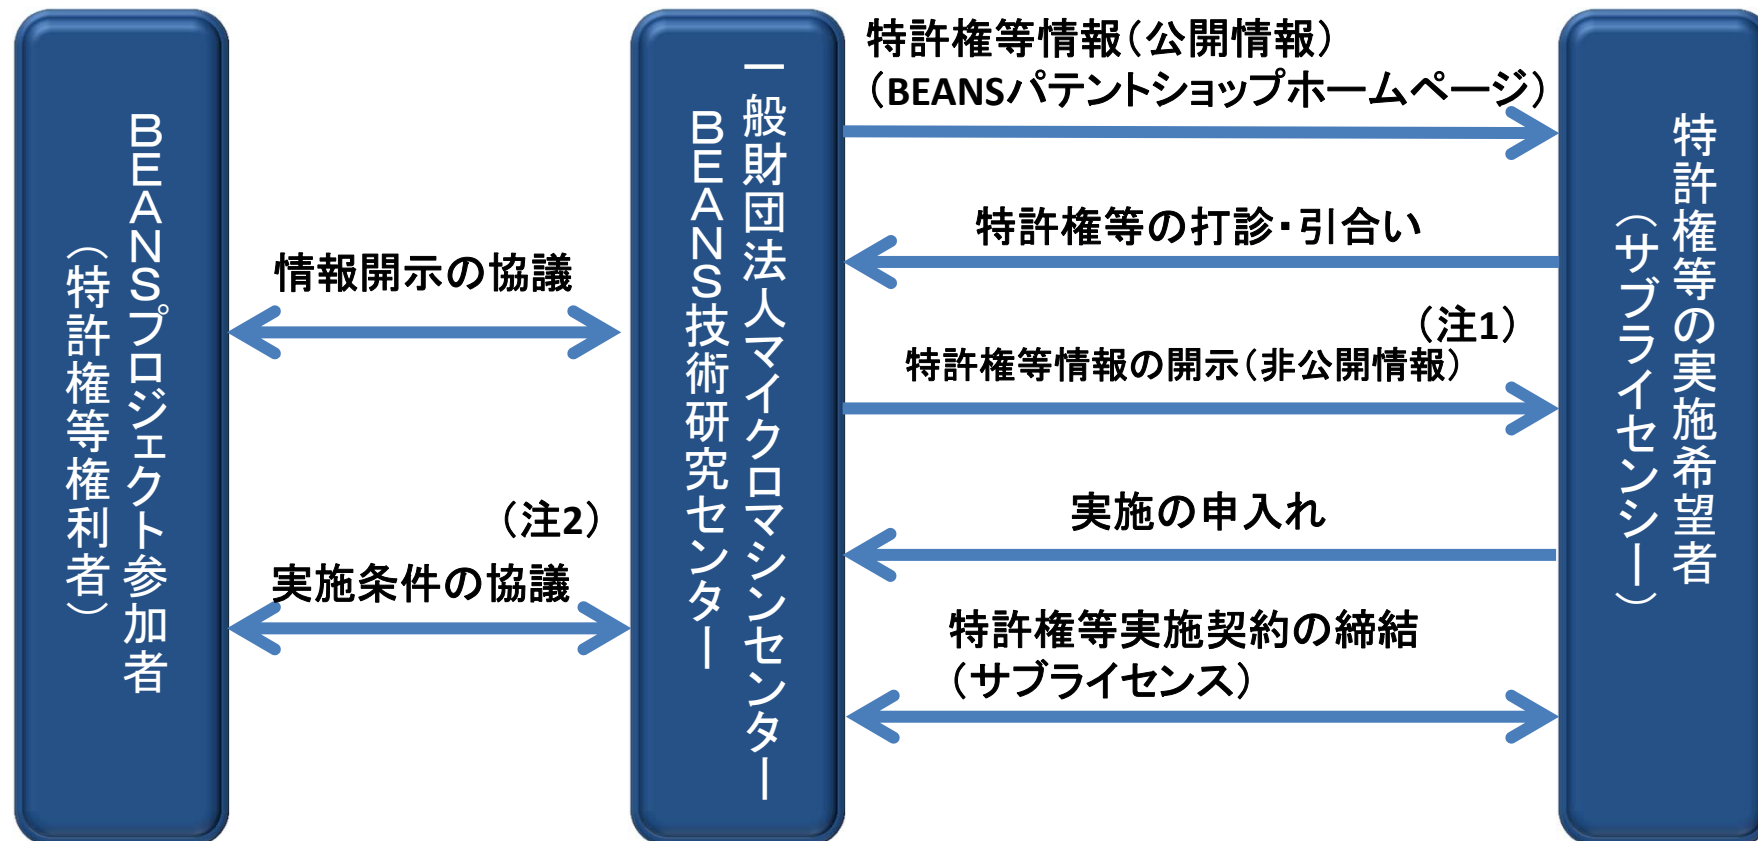 BEANSプロジェクト参加者
（特許権等権利者）
情報開示の協議
（注2）
実施条件の協議
一般財団法人マイクロマシンセンター
BEANS技術研究センター
特許権等情報（公開情報）
（BEANSパテントショップホームページ）
特許権等の打診・引合い
（注1）
特許権等情報の開示（非公開情報）
実施の申入れ
特許権等実施契約の締結
（サブライセンス）
特許権等の実施希望者
（サブライセンシー）